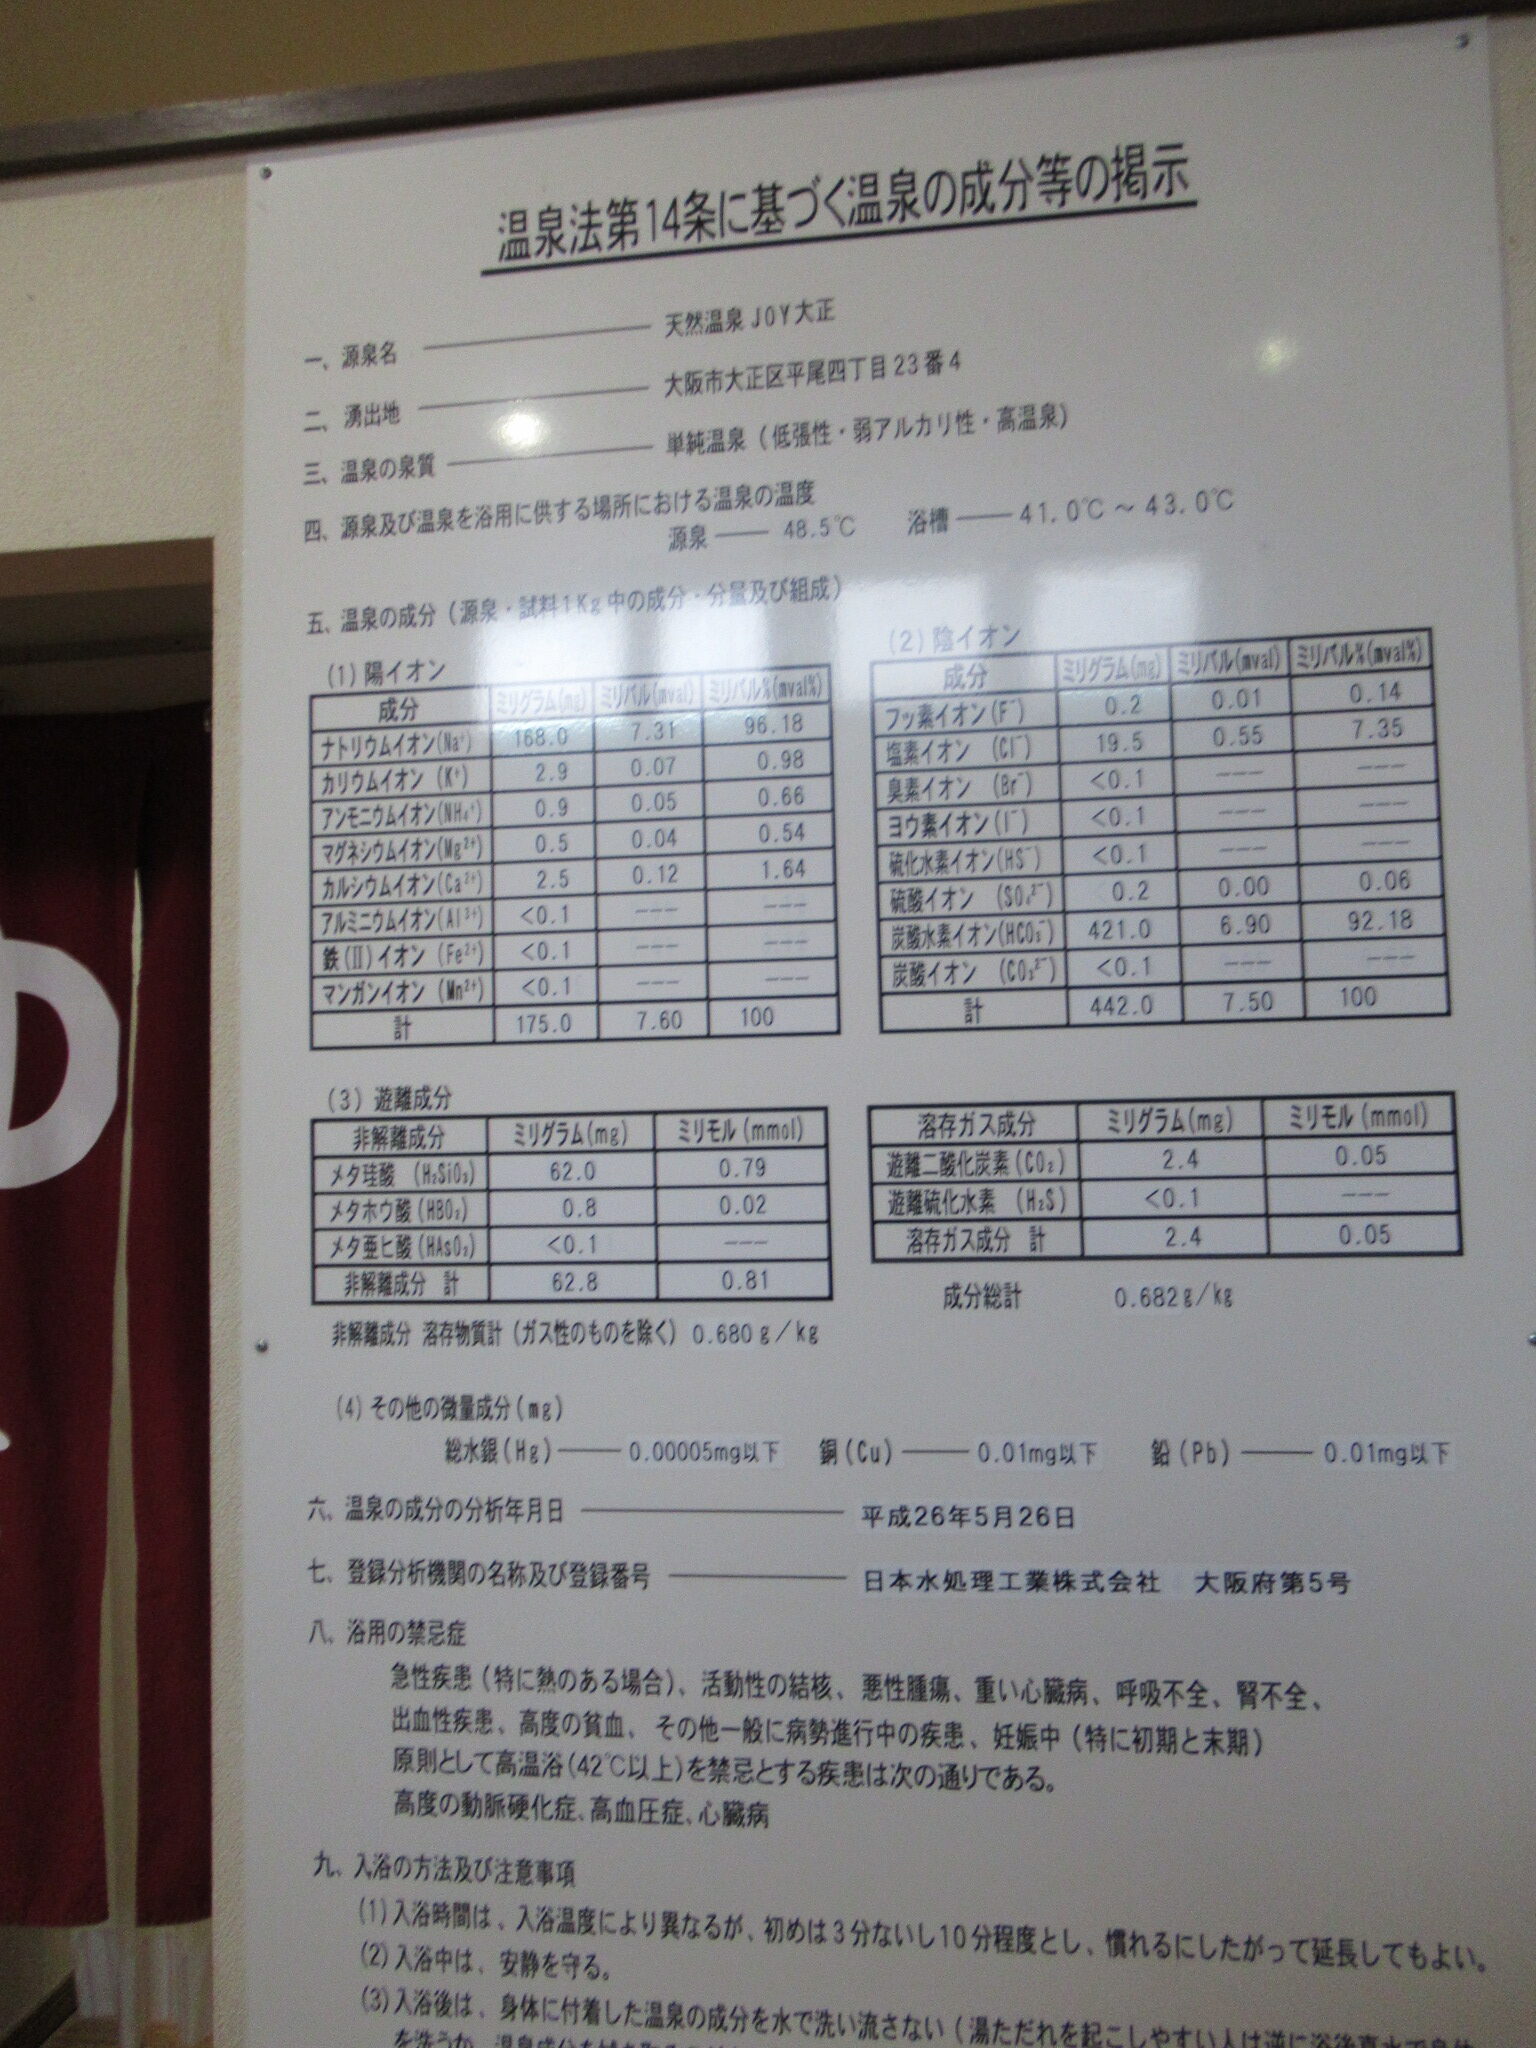 温泉法第14条に基づく温泉の成分等の掲示
一、源泉名 ―――― 天然温泉JOY大正
二、湧出地 ―――― 大阪市大正区平尾四丁目23番4
三、温泉の泉質 ―――― 単純温泉(低張性・弱アルカリ性・高温泉)
四、源泉及び温泉を浴用に供する場所における温泉の温度
源泉 ―― 48.5℃ 浴槽 ―― 41.0℃~43.0℃
五、温泉の成分(源泉・試料1Kg中の成分・分量及び組成)
(1)陽イオン
成分 ミリグラム(mg) ミリバル(mval) ミリバル%(mval%)
ナトリウムイオン(Na⁺) 168.0 7.31 96.18
カリウムイオン (K⁺) 2.9 0.07 0.98
アンモニウムイオン(NH₄⁺) 0.9 0.05 0.66
マグネシウムイオン(Mg²⁺) 0.5 0.04 0.54
カルシウムイオン(Ca²⁺) 2.5 0.12 1.64
アルミニウムイオン(Al³⁺) <0.1 --- ---
鉄(Ⅱ)イオン (Fe²⁺) <0.1 --- ---
マンガンイオン (Mn²⁺) <0.1 --- ---
計 175.0 7.60 100
(2)陰イオン
成分 ミリグラム(mg) ミリバル(mval) ミリバル%(mval%)
フッ素イオン(F⁻) 0.2 0.01 0.14
塩素イオン (Cl⁻) 19.5 0.55 7.35
臭素イオン (Br⁻) <0.1 --- ---
ヨウ素イオン(I⁻) <0.1 --- ---
硫化水素イオン(HS⁻) <0.1 --- ---
硫酸イオン (SO₄²⁻) 0.2 0.00 0.06
炭酸水素イオン(HCO₃⁻) 421.0 6.90 92.18
炭酸イオン (CO₃²⁻) <0.1 --- ---
計 442.0 7.50 100
(3)遊離成分
非解離成分 ミリグラム(mg) ミリモル(mmol)
メタ珪酸 (H₂SiO₃) 62.0 0.79
メタホウ酸(HBO₂) 0.8 0.02
メタ亜ヒ酸(HAsO₂) <0.1 ---
非解離成分 計 62.8 0.81
非解離成分 溶存物質計(ガス性のものを除く) 0.680g/kg
溶存ガス成分 ミリグラム(mg) ミリモル(mmol)
遊離二酸化炭素(CO₂) 2.4 0.05
遊離硫化水素 (H₂S) <0.1 ---
溶存ガス成分 計 2.4 0.05
成分総計 0.682g/kg
(4)その他の微量成分(mg)
総水銀(Hg) ―― 0.00005mg以下 銅(Cu) ―― 0.01mg以下 鉛(Pb) ―― 0.01mg以下
六、温泉の成分の分析年月日 ―――― 平成26年5月26日
七、登録分析機関の名称及び登録番号 ―――― 日本水処理工業株式会社 大阪府第5号
八、浴用の禁忌症
急性疾患(特に熱のある場合)、活動性の結核、悪性腫瘍、重い心臓病、呼吸不全、腎不全、
出血性疾患、高度の貧血、その他一般に病勢進行中の疾患、妊娠中(特に初期と末期)
原則として高温浴(42℃以上)を禁忌とする疾患は次の通りである。
高度の動脈硬化症、高血圧症、心臓病
九、入浴の方法及び注意事項
(1)入浴時間は、入浴温度により異なるが、初めは3分ないし10分程度とし、慣れるにしたがって延長してもよい。
(2)入浴中は、安静を守る。
(3)入浴後は、身体に付着した温泉の成分を水で洗い流さない(湯ただれを起こしやすい人は逆に浴後真水で身体